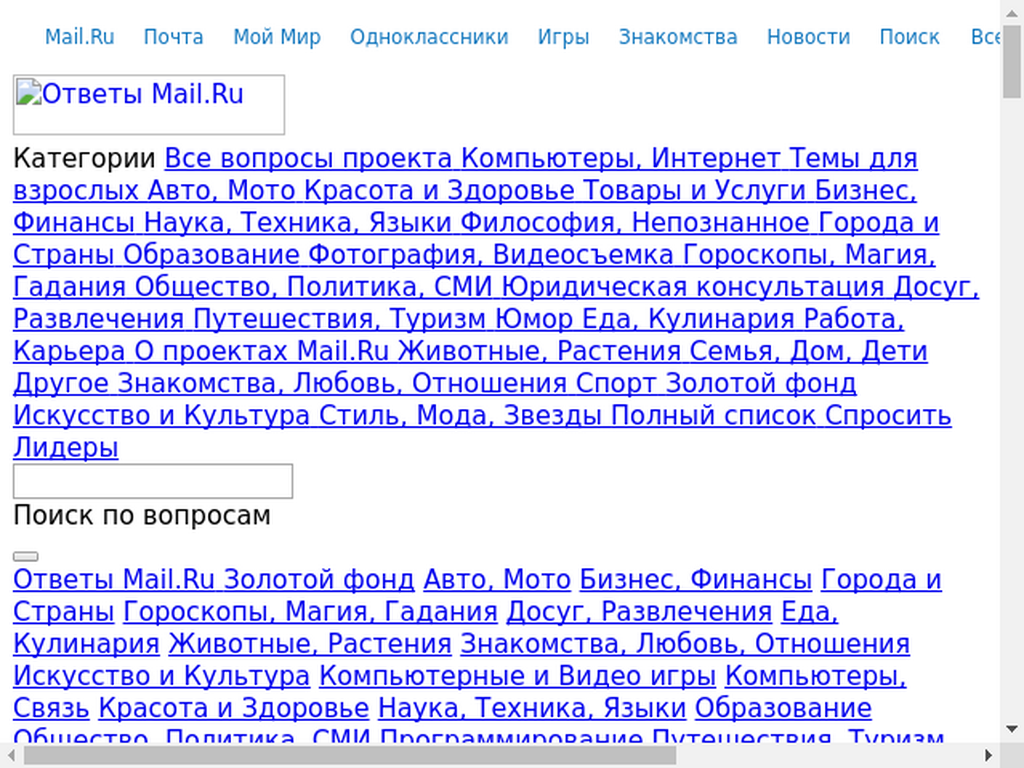 Mail.Ru Почта Мой Мир Одноклассники Игры Знакомства Новости Поиск Все
Ответы Mail.Ru
Категории Все вопросы проекта Компьютеры, Интернет Темы для
взрослых Авто, Мото Красота и Здоровье Товары и Услуги Бизнес,
Финансы Наука, Техника, Языки Философия, Непознанное Города и
Страны Образование Фотография, Видеосъемка Гороскопы, Магия,
Гадания Общество, Политика, СМИ Юридическая консультация Досуг,
Развлечения Путешествия, Туризм Юмор Еда, Кулинария Работа,
Карьера О проектах Mail.Ru Животные, Растения Семья, Дом, Дети
Другое Знакомства, Любовь, Отношения Спорт Золотой фонд
Искусство и Культура Стиль, Мода, Звезды Полный список Спросить
Лидеры
Поиск по вопросам
Ответы Mail.Ru Золотой фонд Авто, Мото Бизнес, Финансы Города и
Страны Гороскопы, Магия, Гадания Досуг, Развлечения Еда,
Кулинария Животные, Растения Знакомства, Любовь, Отношения
Искусство и Культура Компьютерные и Видео игры Компьютеры,
Связь Красота и Здоровье Наука, Техника, Языки Образование
Общество, Политика, СМИ Программирование Путешествия, Туризм